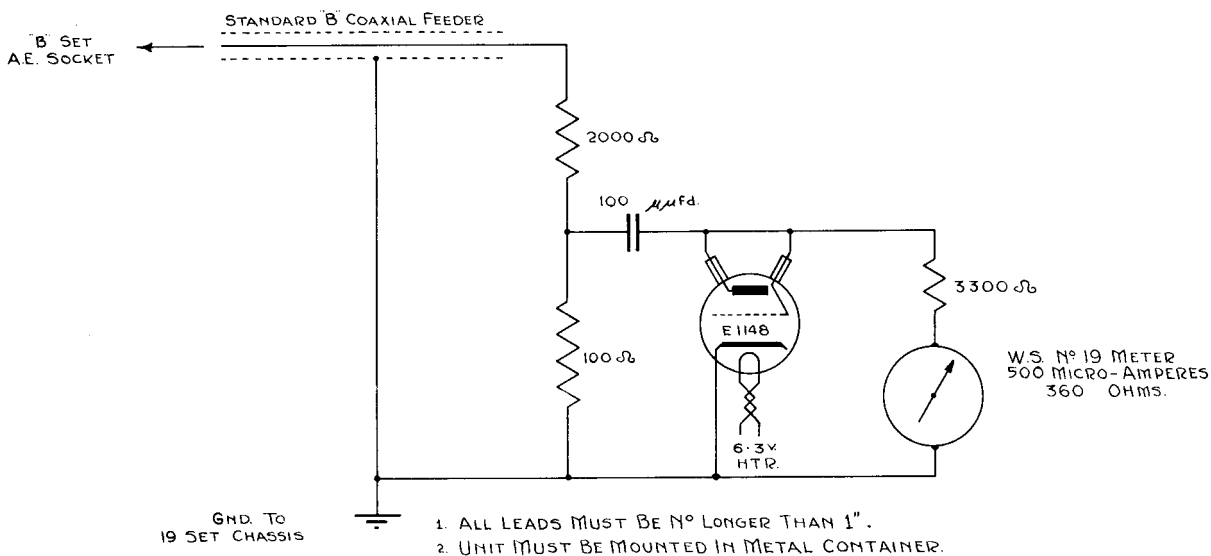 STANDARD "B" COAXIAL FEEDER
"B" SET
A.E. SOCKET
2000 Ω
100 μμfd.
E1148
3300 Ω
100 Ω
W.S. Nº 19 METER
500 MICRO-AMPERES
360 OHMS.
6·3 V.
HTR.
GND. TO
19 SET CHASSIS
1. ALL LEADS MUST BE Nº LONGER THAN 1".
2. UNIT MUST BE MOUNTED IN METAL CONTAINER.